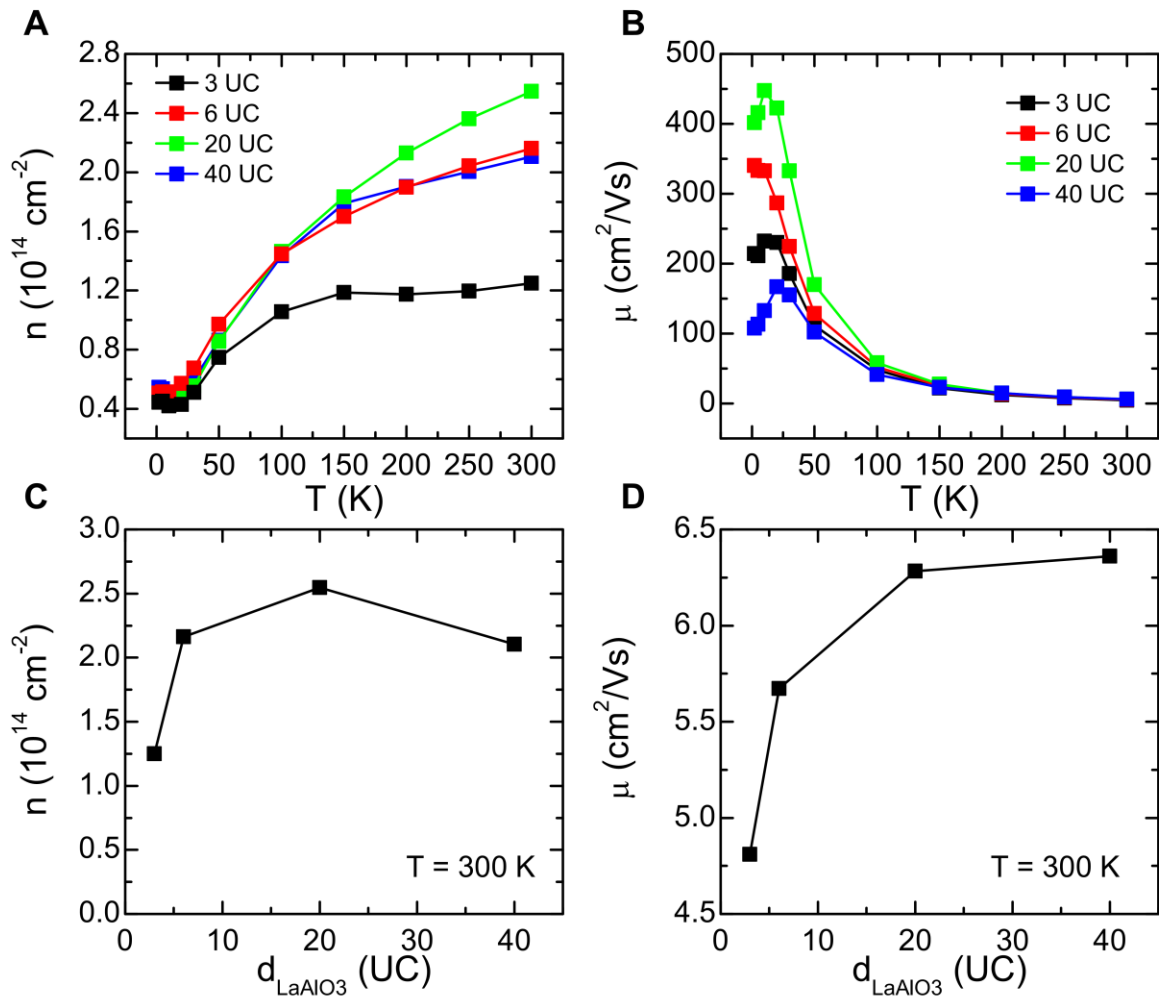 A
B
2.8
2.4
2.0
1.6
1.2
0.8
0.4
n (10^14 cm^-2)
3 UC
6 UC
20 UC
40 UC
0 50 100 150 200 250 300
T (K)
500
400
300
200
100
0
μ (cm^2/Vs)
3 UC
6 UC
20 UC
40 UC
0 50 100 150 200 250 300
T (K)
C
D
3.0
2.5
2.0
1.5
1.0
0.5
0.0
n (10^14 cm^-2)
T = 300 K
0 10 20 30 40
d_LaAlO3 (UC)
6.5
6.0
5.5
5.0
4.5
μ (cm^2/Vs)
T = 300 K
0 10 20 30 40
d_LaAlO3 (UC)